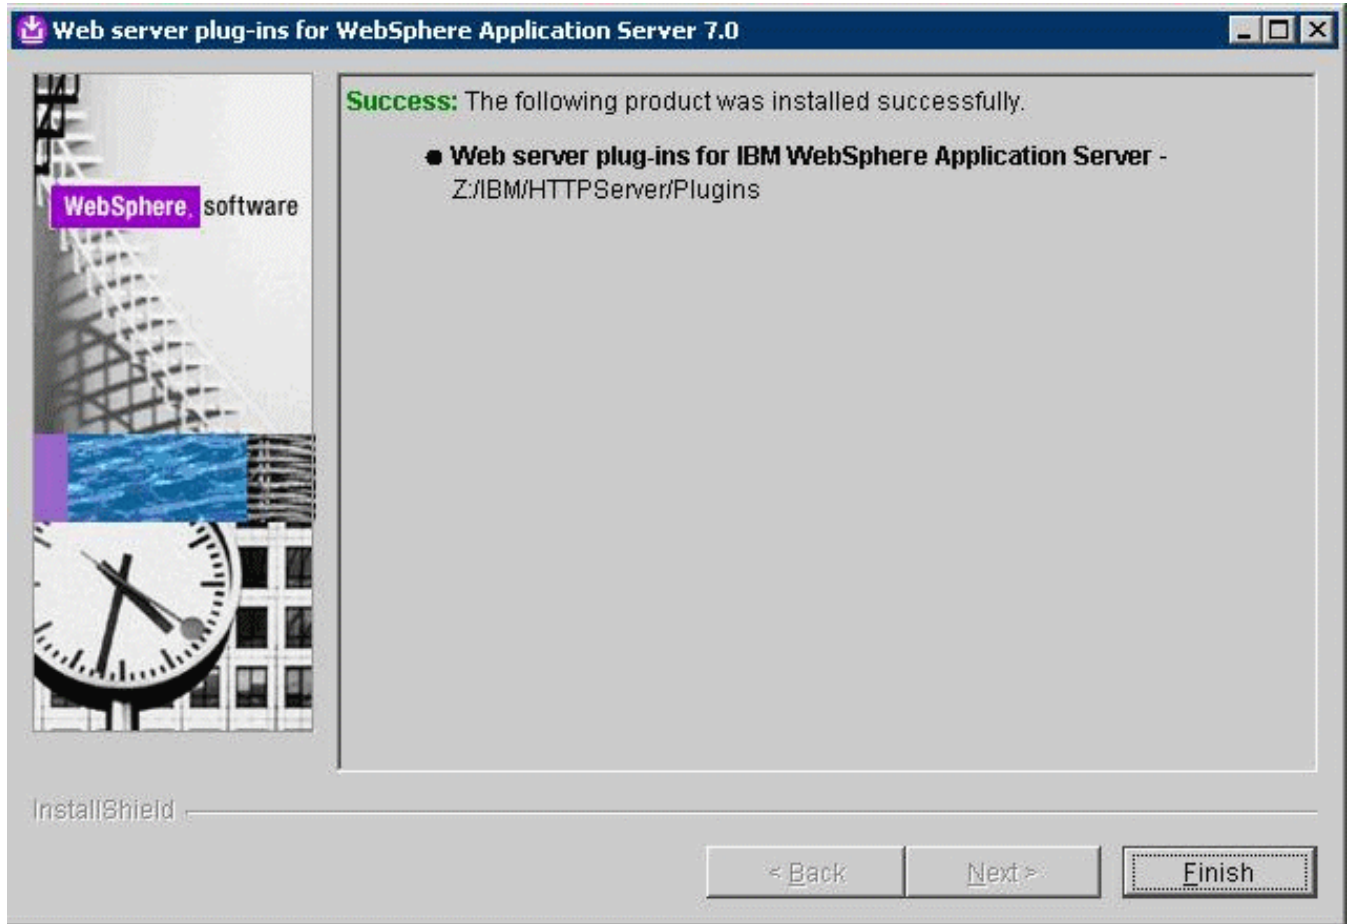 Web server plug-ins for WebSphere Application Server 7.0
Success: The following product was installed successfully.
Web server plug-ins for IBM WebSphere Application Server -
Z:/IBM/HTTPServer/Plugins
WebSphere. software
InstallShield
< Back
Next >
Finish